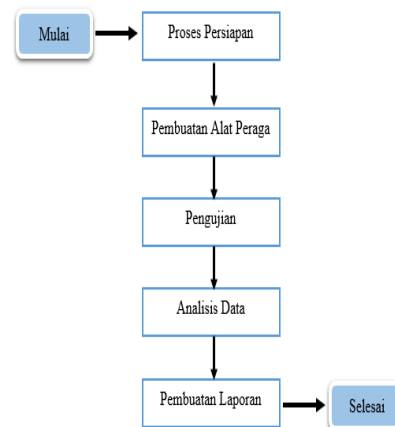 Mulai
Proses Persiapan
Pembuatan Alat Peraga
Pengujian
Analisis Data
Pembuatan Laporan
Selesai